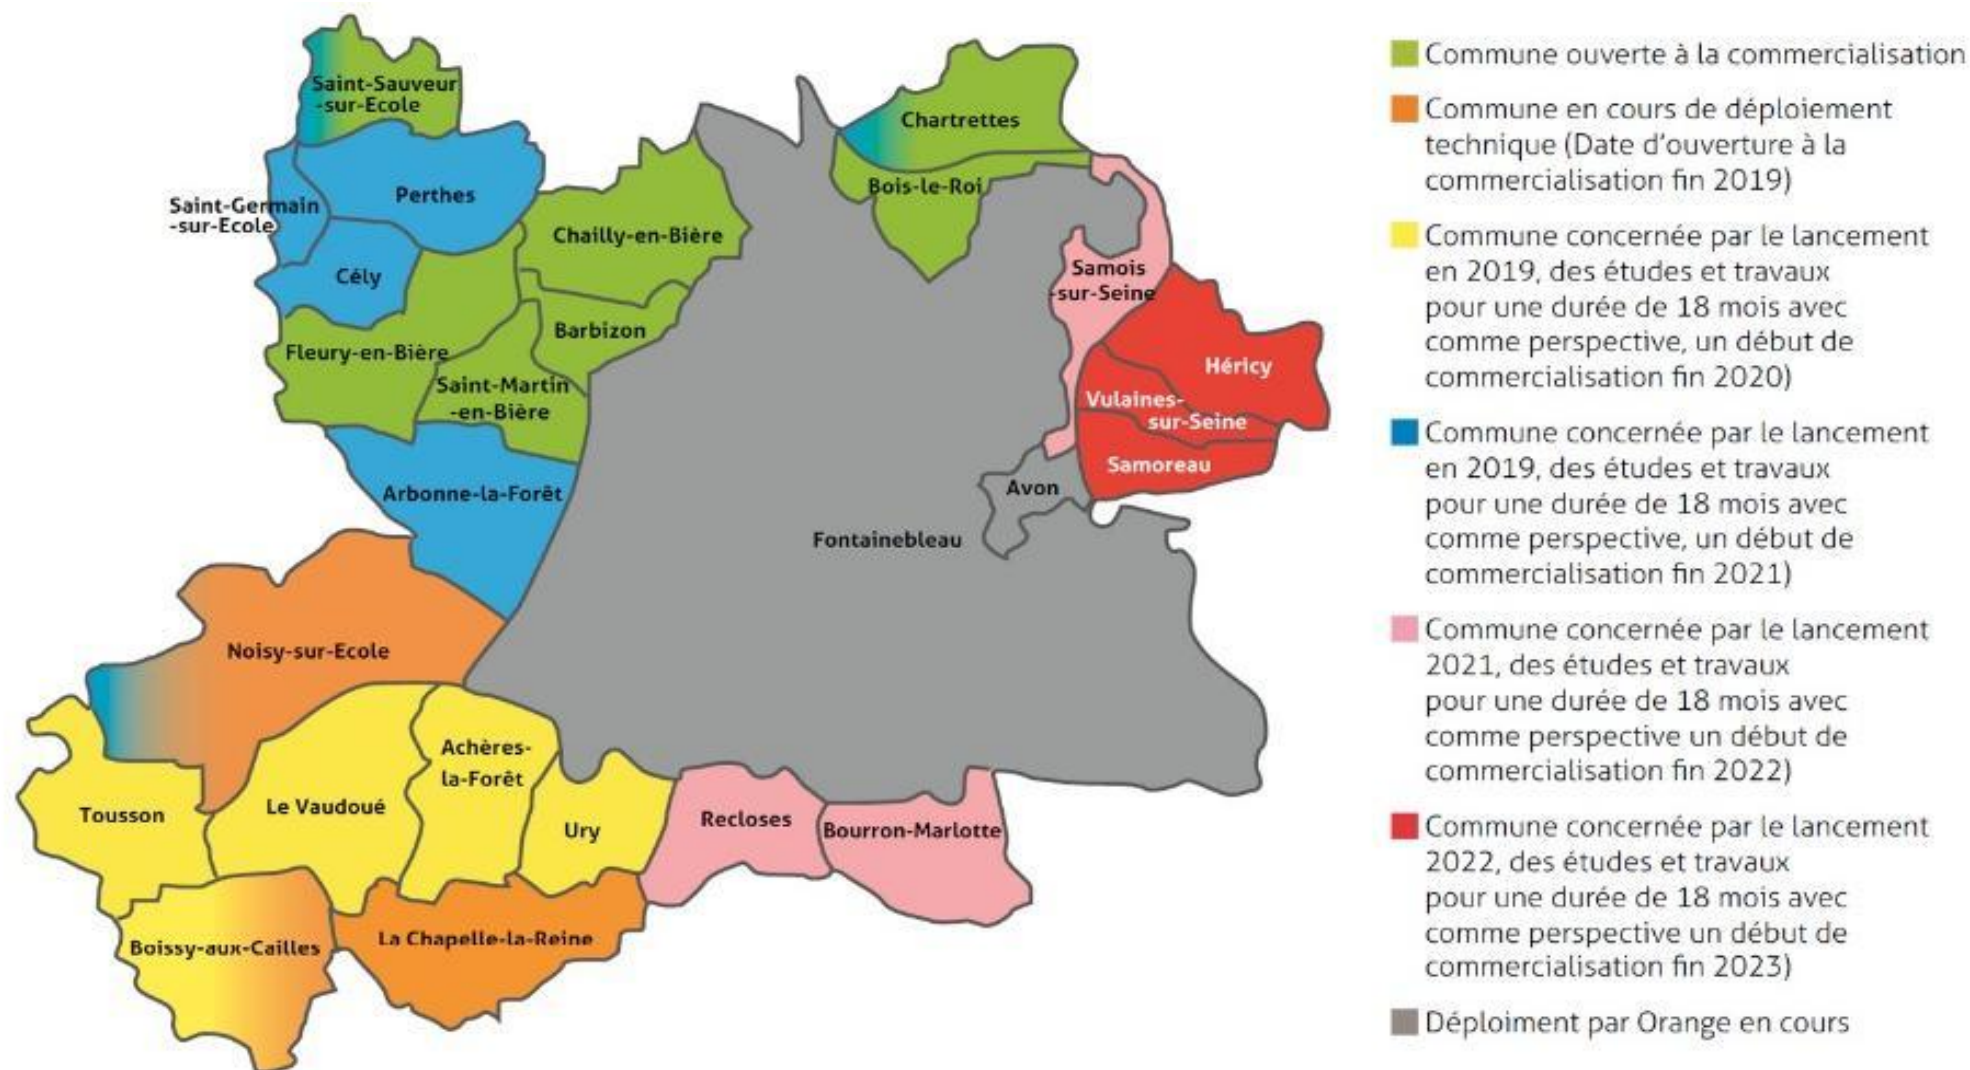 Saint-Sauveur
-sur-Ecole
Chartrettes
Perthes
Bois-le-Roi
Saint-Germain
-sur-Ecole
Chailly-en-Bière
Cély
Samois
-sur-Seine
Barbizon
Fleury-en-Bière
Héricy
Saint-Martin
-en-Bière
Vulaines-
sur-Seine
Samoreau
Arbonne-la-Forêt
Avon
Fontainebleau
Noisy-sur-Ecole
Achères-
la-Forêt
Le Vaudoué
Tousson
Ury
Recloses
Bourron-Marlotte
Boissy-aux-Cailles
La Chapelle-la-Reine
Commune ouverte à la commercialisation
Commune en cours de déploiement
technique (Date d'ouverture à la
commercialisation fin 2019)
Commune concernée par le lancement
en 2019, des études et travaux
pour une durée de 18 mois avec
comme perspective, un début de
commercialisation fin 2020)
Commune concernée par le lancement
en 2019, des études et travaux
pour une durée de 18 mois avec
comme perspective, un début de
commercialisation fin 2021)
Commune concernée par le lancement
2021, des études et travaux
pour une durée de 18 mois avec
comme perspective un début de
commercialisation fin 2022)
Commune concernée par le lancement
2022, des études et travaux
pour une durée de 18 mois avec
comme perspective un début de
commercialisation fin 2023)
Déploiment par Orange en cours